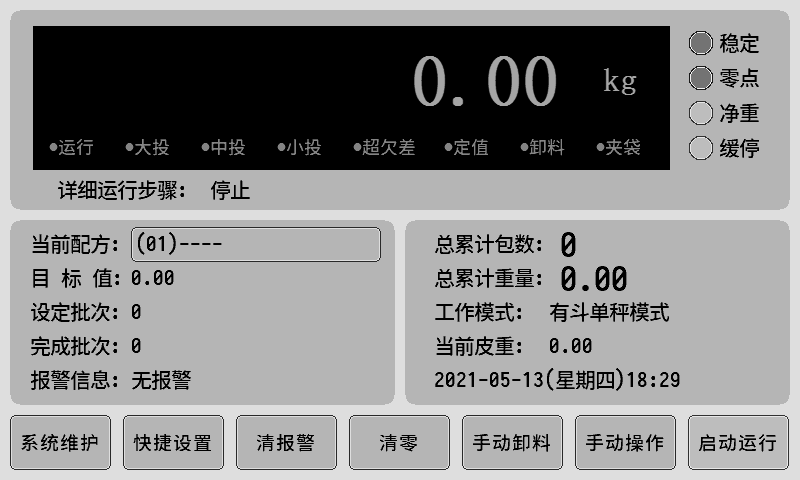 0.00 kg
●运行 ●大投 ●中投 ●小投 ●超欠差 ●定值 ●卸料 ●夹袋
稳定
零点
净重
缓停
详细运行步骤: 停止
当前配方: (01)----
目 标 值: 0.00
设定批次: 0
完成批次: 0
报警信息: 无报警
总累计包数: 0
总累计重量: 0.00
工作模式: 有斗单秤模式
当前皮重: 0.00
2021-05-13(星期四)18:29
系统维护 快捷设置 清报警 清零 手动卸料 手动操作 启动运行